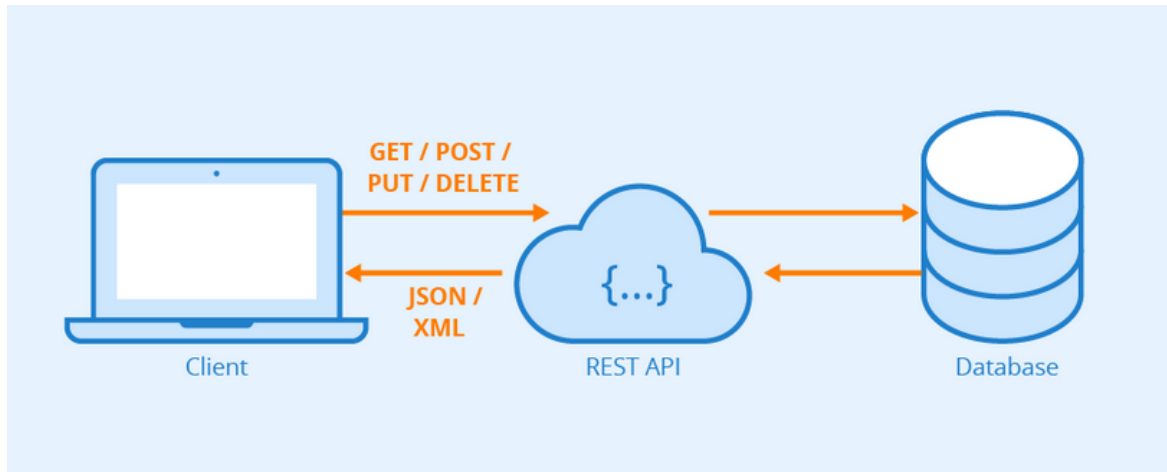 GET / POST /
PUT / DELETE
{...}
JSON /
XML
Client
REST API
Database